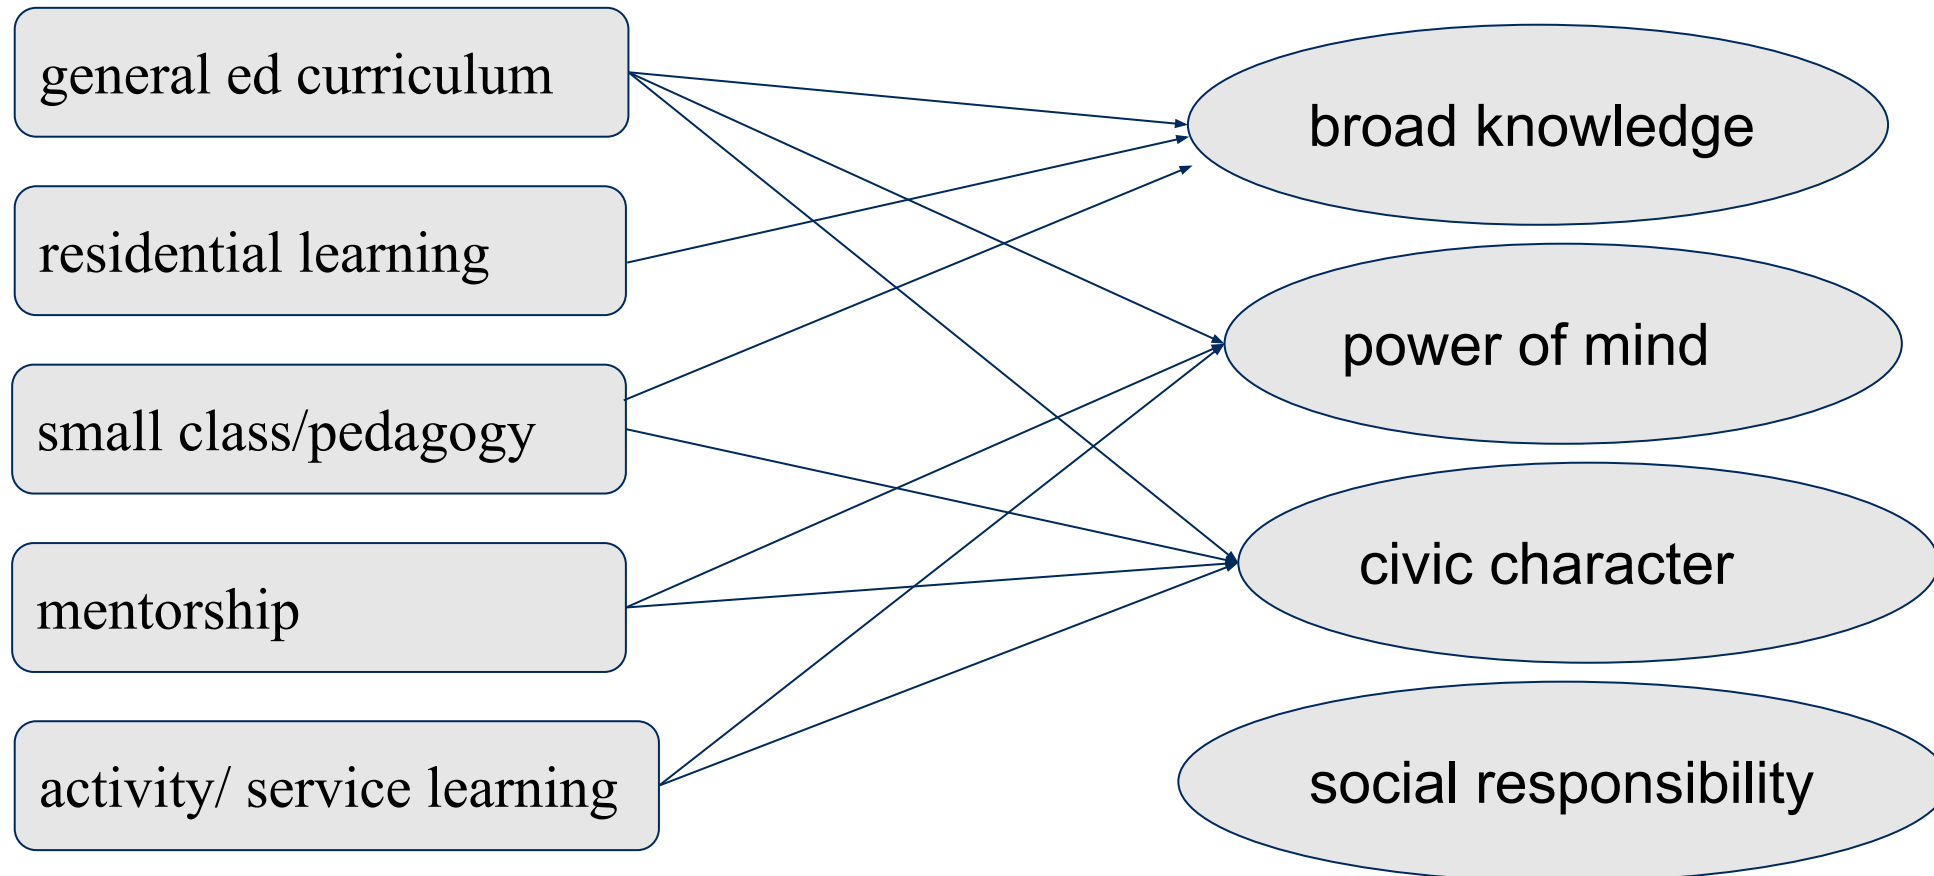 general ed curriculum
residential learning
small class/pedagogy
mentorship
activity/ service learning
broad knowledge
power of mind
civic character
social responsibility